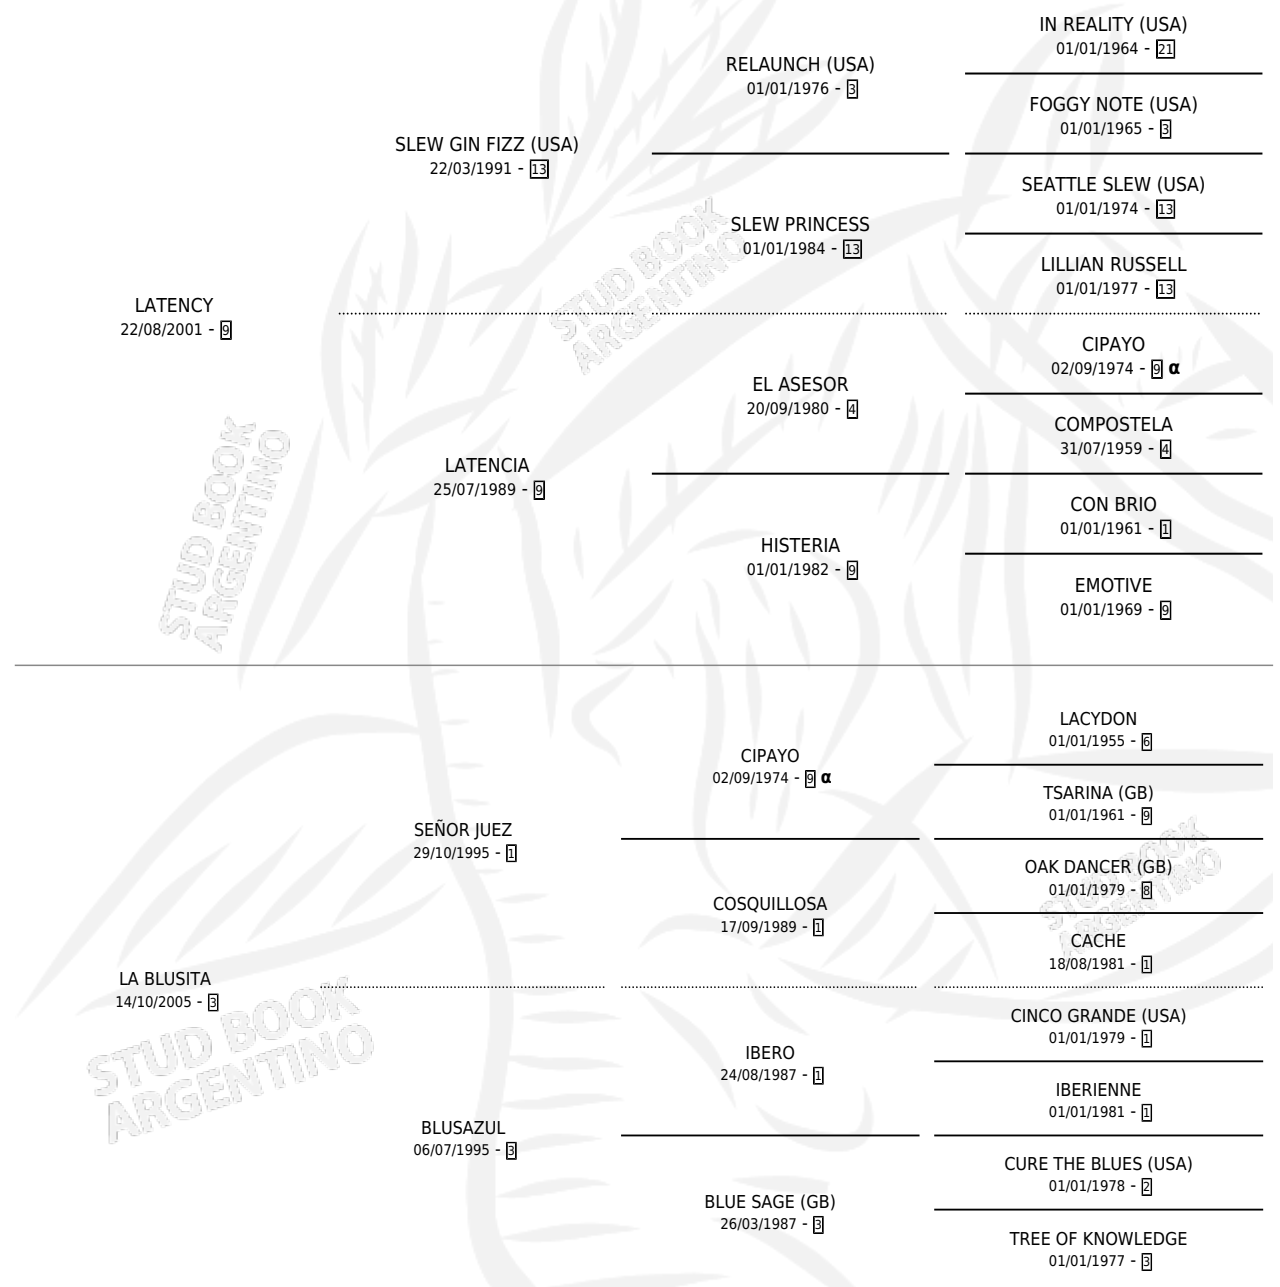 IN REALITY (USA)
01/01/1964 - 21
RELAUNCH (USA)
01/01/1976 - 3
FOGGY NOTE (USA)
01/01/1965 - 3
SLEW GIN FIZZ (USA)
22/03/1991 - 13
SEATTLE SLEW (USA)
01/01/1974 - 13
SLEW PRINCESS
01/01/1984 - 13
LILLIAN RUSSELL
01/01/1977 - 13
LATENCY
22/08/2001 - 9
CIPAYO
02/09/1974 - 9 α
EL ASESOR
20/09/1980 - 4
COMPOSTELA
31/07/1959 - 4
LATENCIA
25/07/1989 - 9
CON BRIO
01/01/1961 - 1
HISTERIA
01/01/1982 - 9
EMOTIVE
01/01/1969 - 9
LACYDON
01/01/1955 - 6
CIPAYO
02/09/1974 - 9 α
TSARINA (GB)
01/01/1961 - 9
SEÑOR JUEZ
29/10/1995 - 1
OAK DANCER (GB)
01/01/1979 - 8
COSQUILLOSA
17/09/1989 - 1
CACHE
18/08/1981 - 1
LA BLUSITA
14/10/2005 - 3
CINCO GRANDE (USA)
01/01/1979 - 1
IBERO
24/08/1987 - 1
IBERIENNE
01/01/1981 - 1
BLUSAZUL
06/07/1995 - 3
CURE THE BLUES (USA)
01/01/1978 - 2
BLUE SAGE (GB)
26/03/1987 - 3
TREE OF KNOWLEDGE
01/01/1977 - 3
STUD BOOK
ARGENTINO
STUD BOOK
ARGENTINO
STUD BOOK
ARGENTINO
STUD BOOK
ARGENTINO